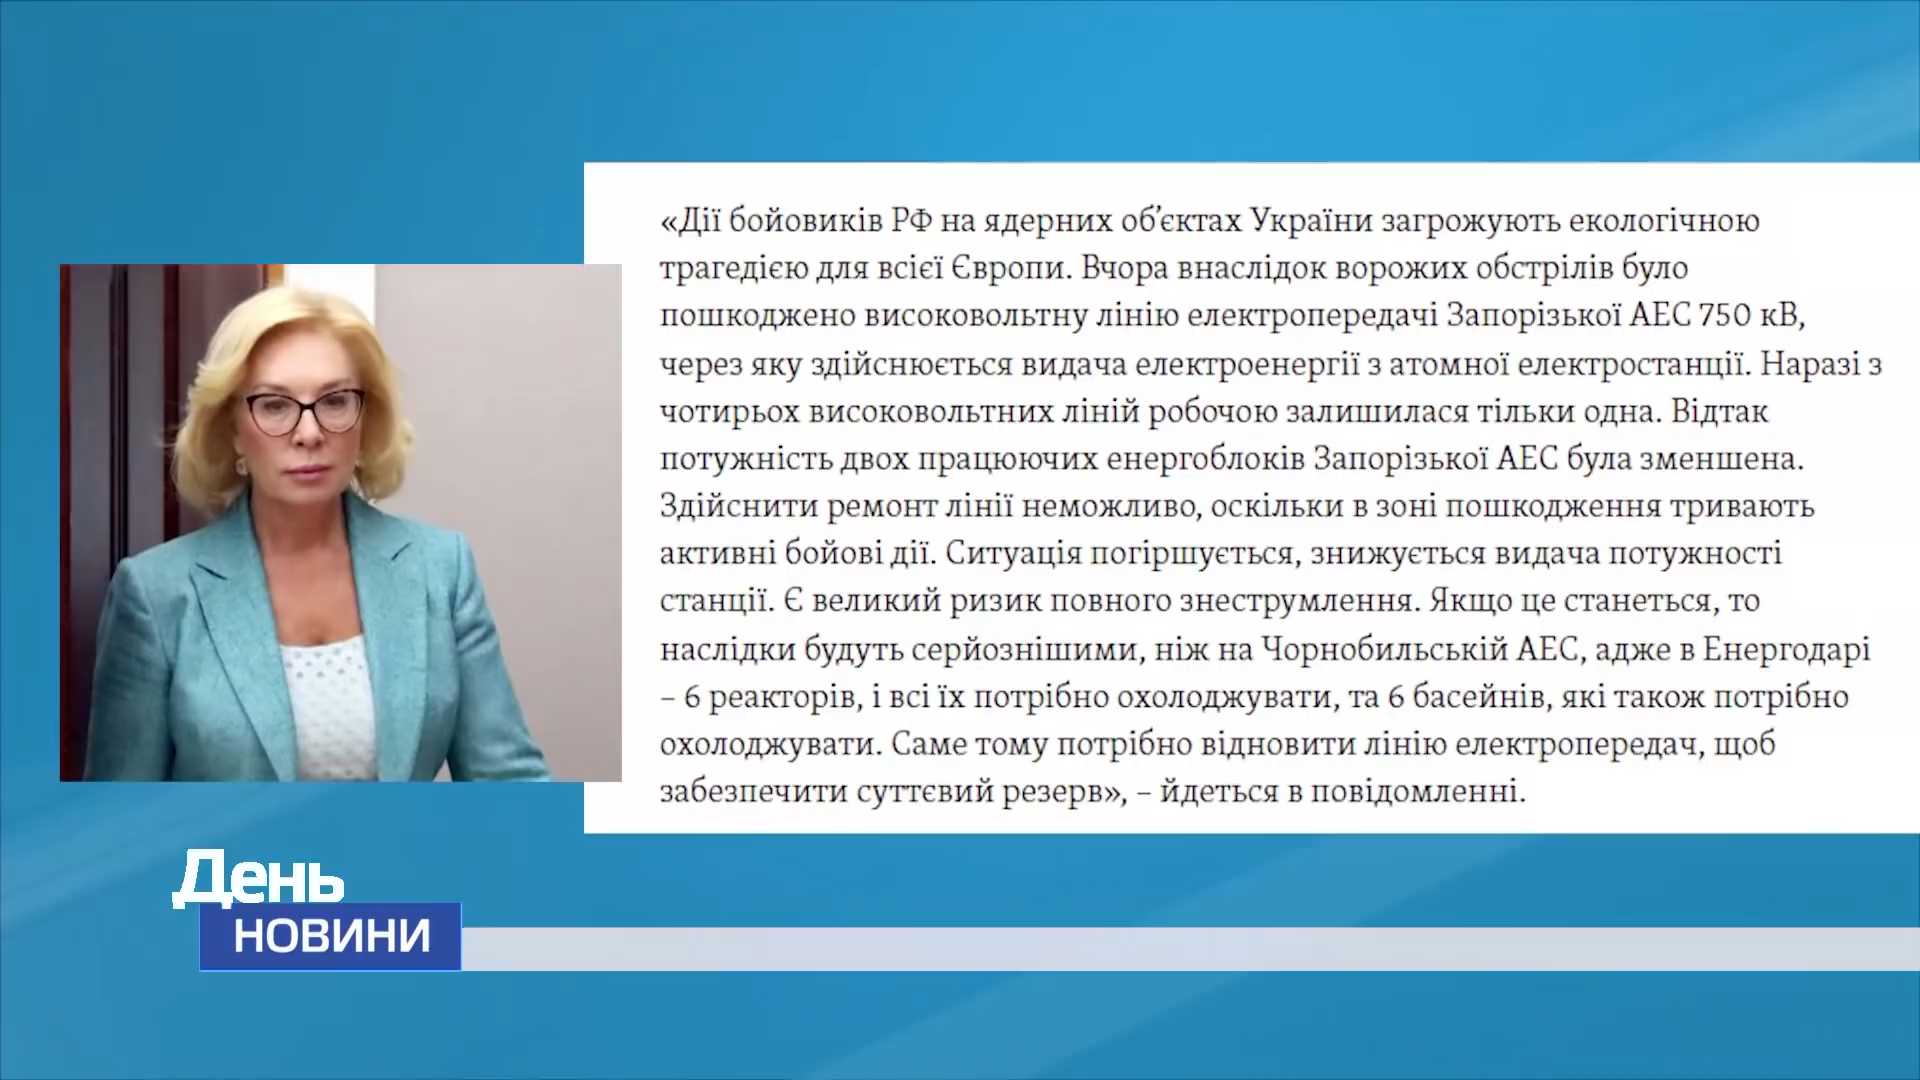 «Дії бойовиків РФ на ядерних об’єктах України загрожують екологічною
трагедією для всієї Європи. Вчора внаслідок ворожих обстрілів було
пошкоджено високовольтну лінію електропередачі Запорізької АЕС 750 кВ,
через яку здійснюється видача електроенергії з атомної електростанції. Наразі з
чотирьох високовольтних ліній робочою залишилася тільки одна. Відтак
потужність двох працюючих енергоблоків Запорізької АЕС була зменшена.
Здійснити ремонт лінії неможливо, оскільки в зоні пошкодження тривають
активні бойові дії. Ситуація погіршується, знижується видача потужності
станції. Є великий ризик повного знеструмлення. Якщо це станеться, то
наслідки будуть серйознішими, ніж на Чорнобильській АЕС, адже в Енергодарі
– 6 реакторів, і всі їх потрібно охолоджувати, та 6 басейнів, які також потрібно
охолоджувати. Саме тому потрібно відновити лінію електропередач, щоб
забезпечити суттєвий резерв», – йдеться в повідомленні.
День
НОВИНИ